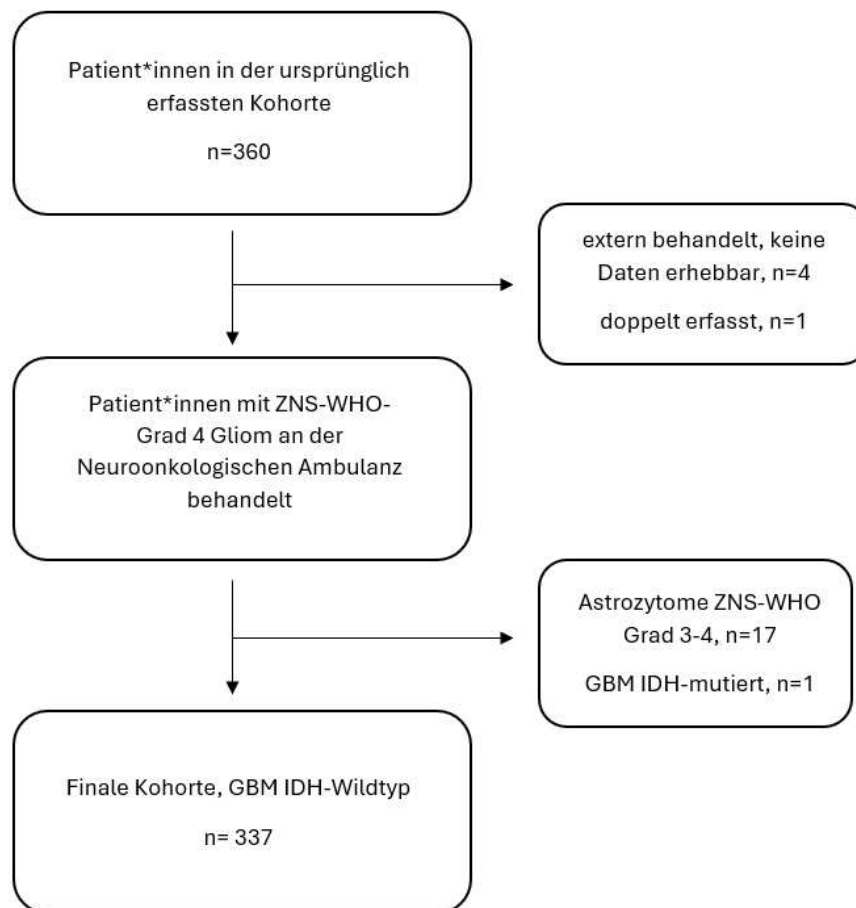 Patient*innen in der ursprünglich
erfassten Kohorte
n=360
extern behandelt, keine
Daten erhebbar, n=4
doppelt erfasst, n=1
Patient*innen mit ZNS-WHO-
Grad 4 Gliom an der
Neuroonkologischen Ambulanz
behandelt
Astrozytome ZNS-WHO
Grad 3-4, n=17
GBM IDH-mutiert, n=1
Finale Kohorte, GBM IDH-Wildtyp
n= 337